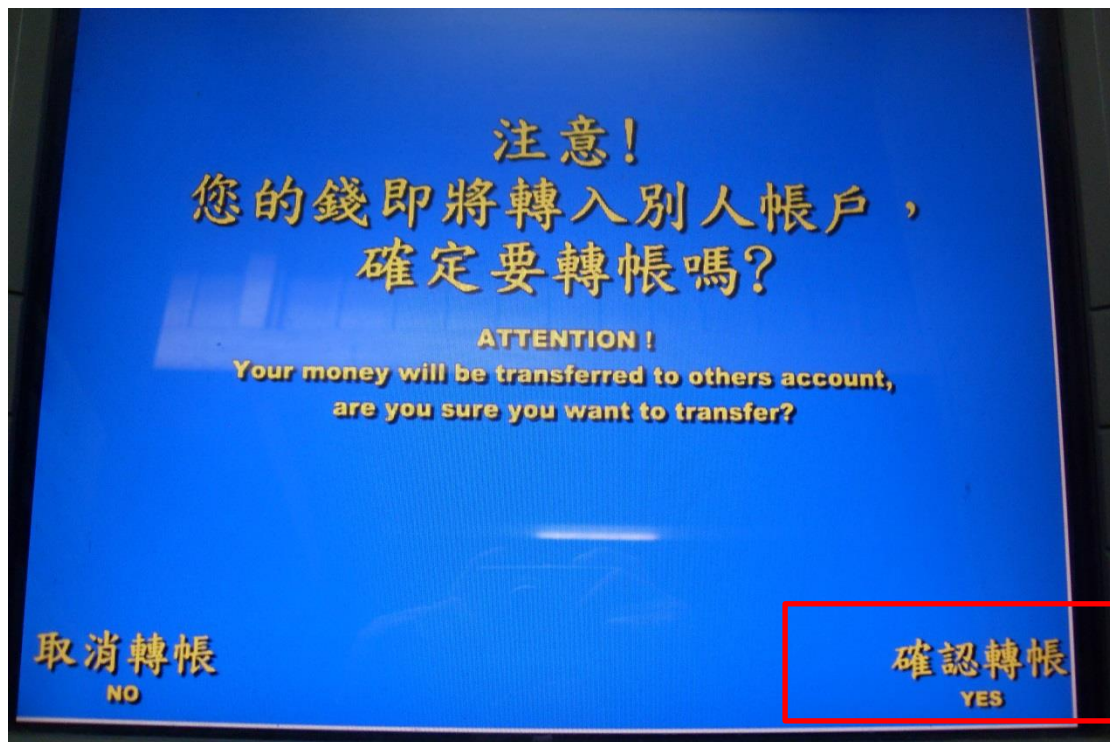 注意!
您的錢即將轉入別人帳戶，
確定要轉帳嗎?
ATTENTION !
Your money will be transferred to others account,
are you sure you want to transfer?
取消轉帳
NO
確認轉帳
YES